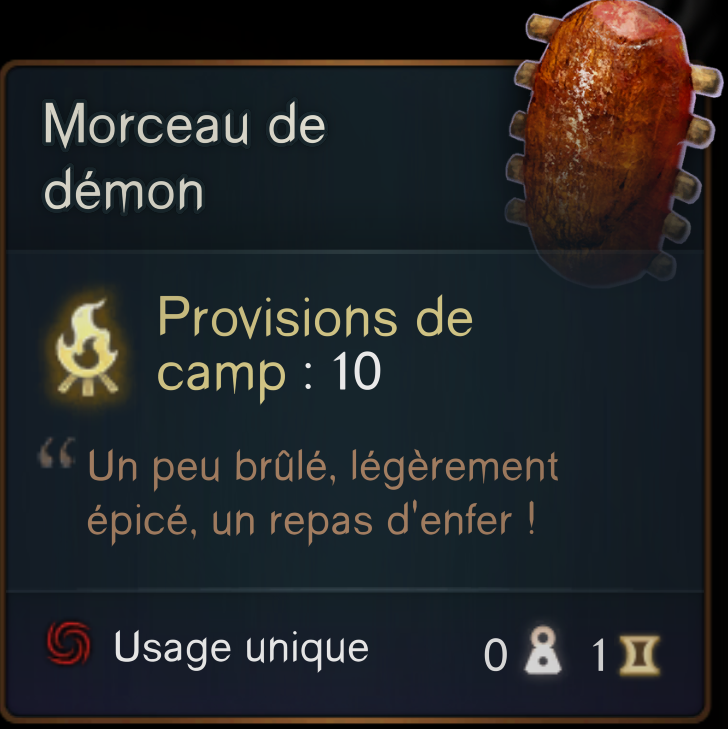 Morceau de
démon
Provisions de
camp : 10
“ Un peu brûlé, légèrement
épicé, un repas d'enfer !
Usage unique 0 1